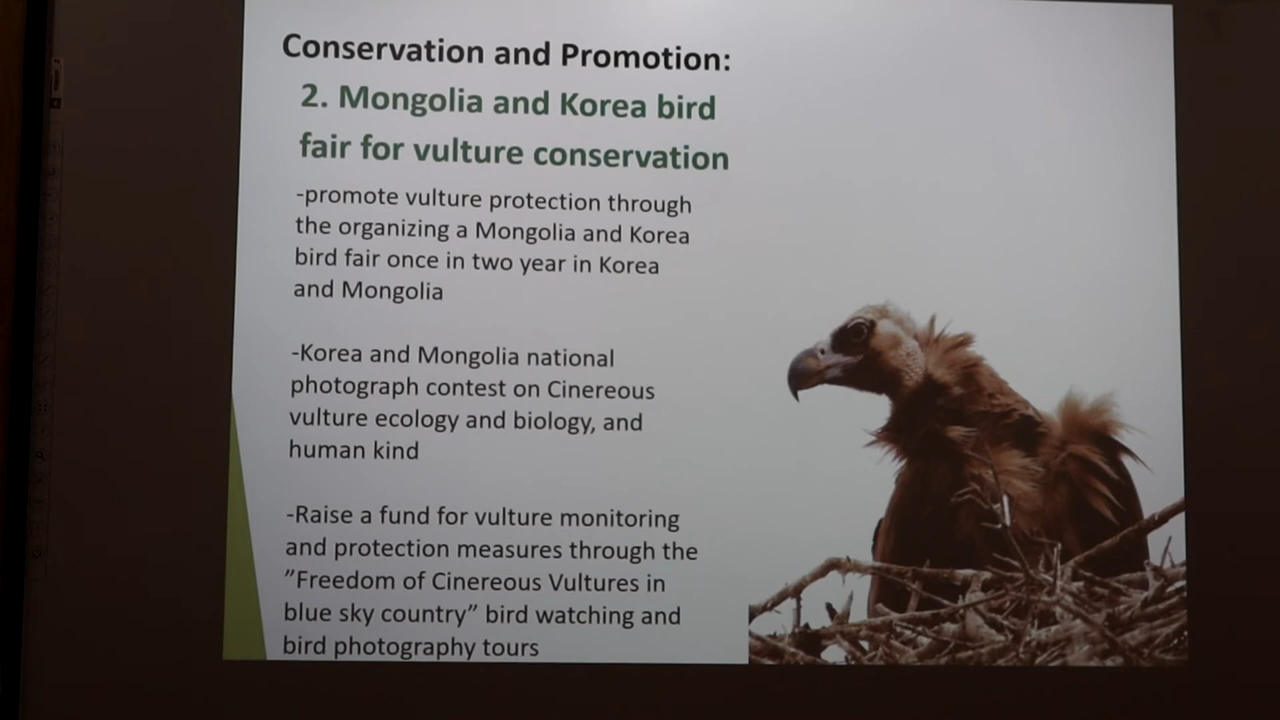 Conservation and Promotion:
2. Mongolia and Korea bird
fair for vulture conservation
-promote vulture protection through
the organizing a Mongolia and Korea
bird fair once in two year in Korea
and Mongolia
-Korea and Mongolia national
photograph contest on Cinereous
vulture ecology and biology, and
human kind
-Raise a fund for vulture monitoring
and protection measures through the
”Freedom of Cinereous Vultures in
blue sky country” bird watching and
bird photography tours